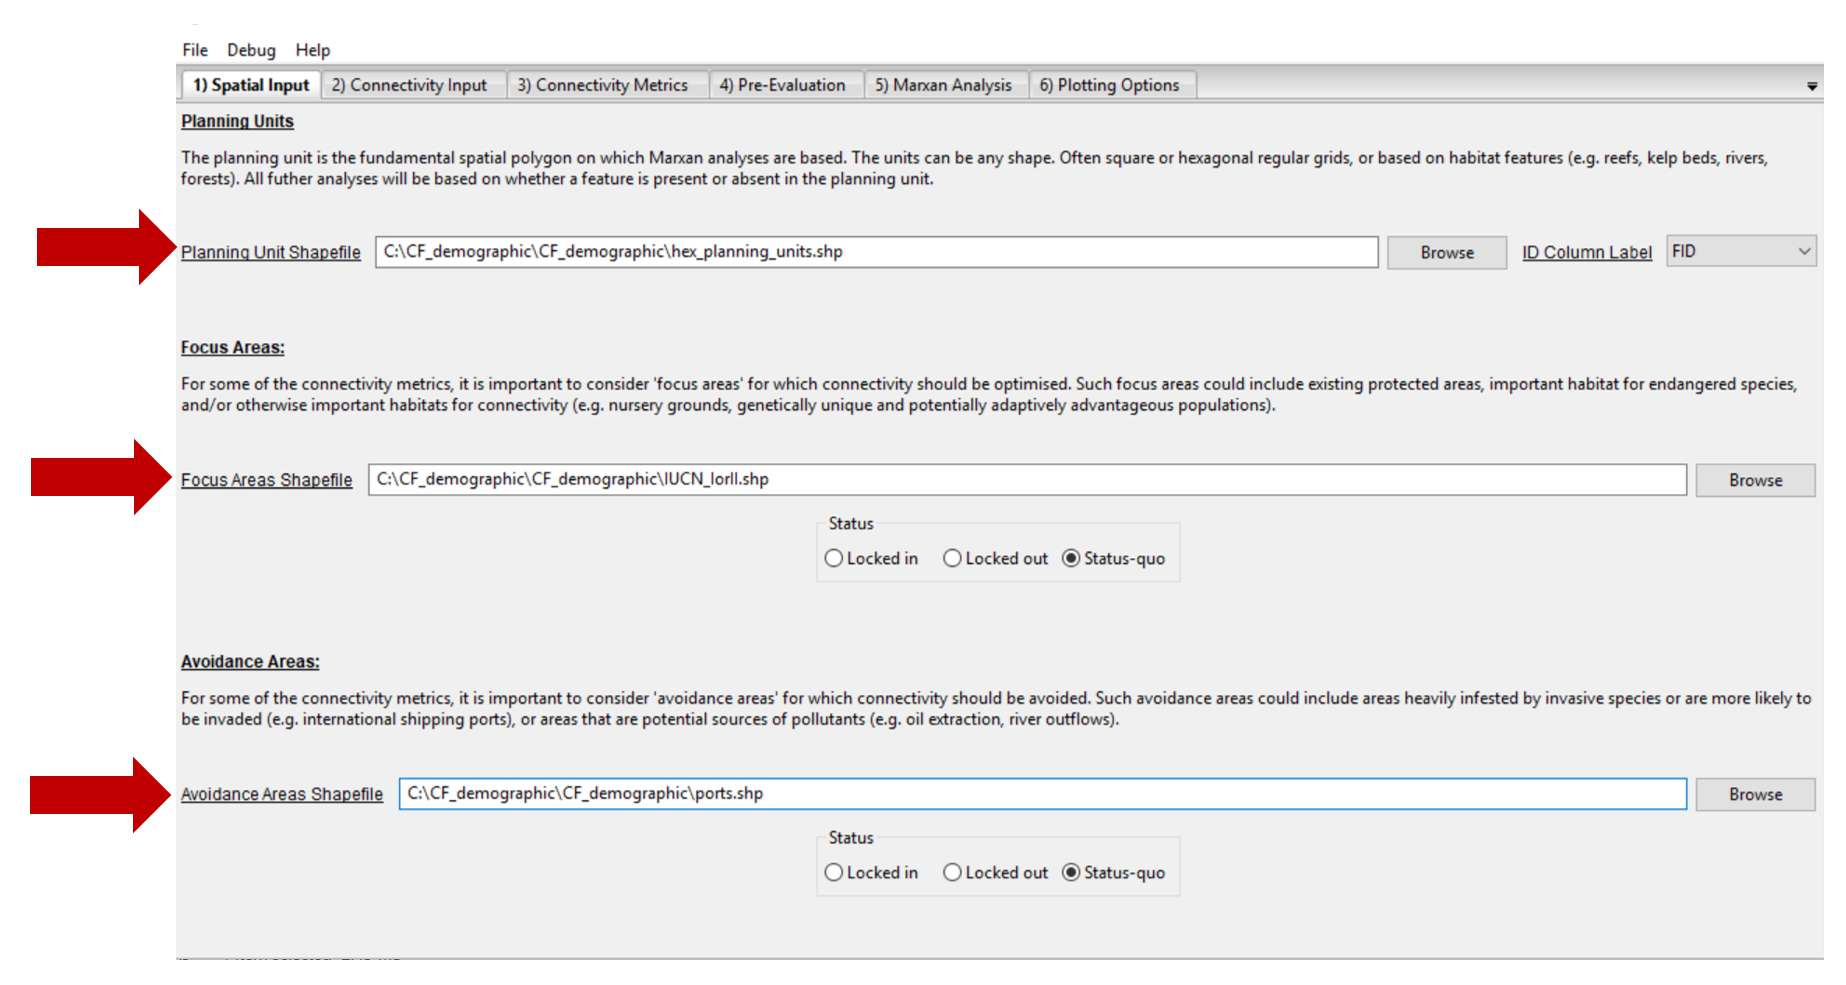 File Debug Help
1) Spatial Input 2) Connectivity Input 3) Connectivity Metrics 4) Pre-Evaluation 5) Marxan Analysis 6) Plotting Options
Planning Units
The planning unit is the fundamental spatial polygon on which Marxan analyses are based. The units can be any shape. Often square or hexagonal regular grids, or based on habitat features (e.g. reefs, kelp beds, rivers,
forests). All futher analyses will be based on whether a feature is present or absent in the planning unit.
Planning Unit Shapefile C:\CF_demographic\CF_demographic\hex_planning_units.shp Browse ID Column Label FID
Focus Areas:
For some of the connectivity metrics, it is important to consider 'focus areas' for which connectivity should be optimised. Such focus areas could include existing protected areas, important habitat for endangered species,
and/or otherwise important habitats for connectivity (e.g. nursery grounds, genetically unique and potentially adaptively advantageous populations).
Focus Areas Shapefile C:\CF_demographic\CF_demographic\IUCN_IorII.shp Browse
Status
Locked in Locked out Status-quo
Avoidance Areas:
For some of the connectivity metrics, it is important to consider 'avoidance areas' for which connectivity should be avoided. Such avoidance areas could include areas heavily infested by invasive species or are more likely to
be invaded (e.g. international shipping ports), or areas that are potential sources of pollutants (e.g. oil extraction, river outflows).
Avoidance Areas Shapefile C:\CF_demographic\CF_demographic\ports.shp Browse
Status
Locked in Locked out Status-quo